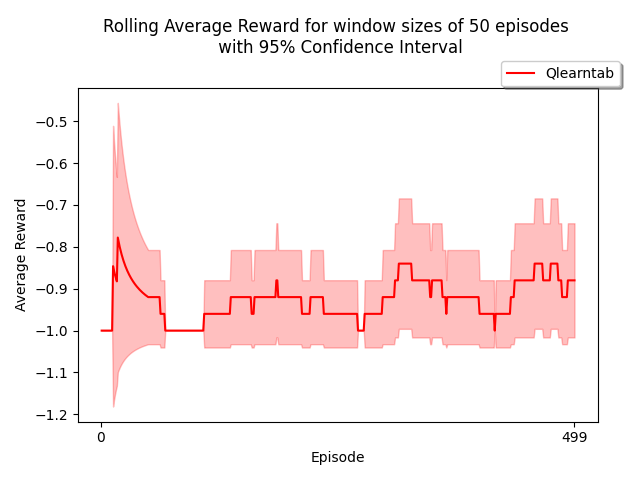 Rolling Average Reward for window sizes of 50 episodes
with 95% Confidence Interval
Qlearntab
−0.5
−0.6
−0.7
−0.8
−0.9
−1.0
−1.1
−1.2
Average Reward
0
499
Episode